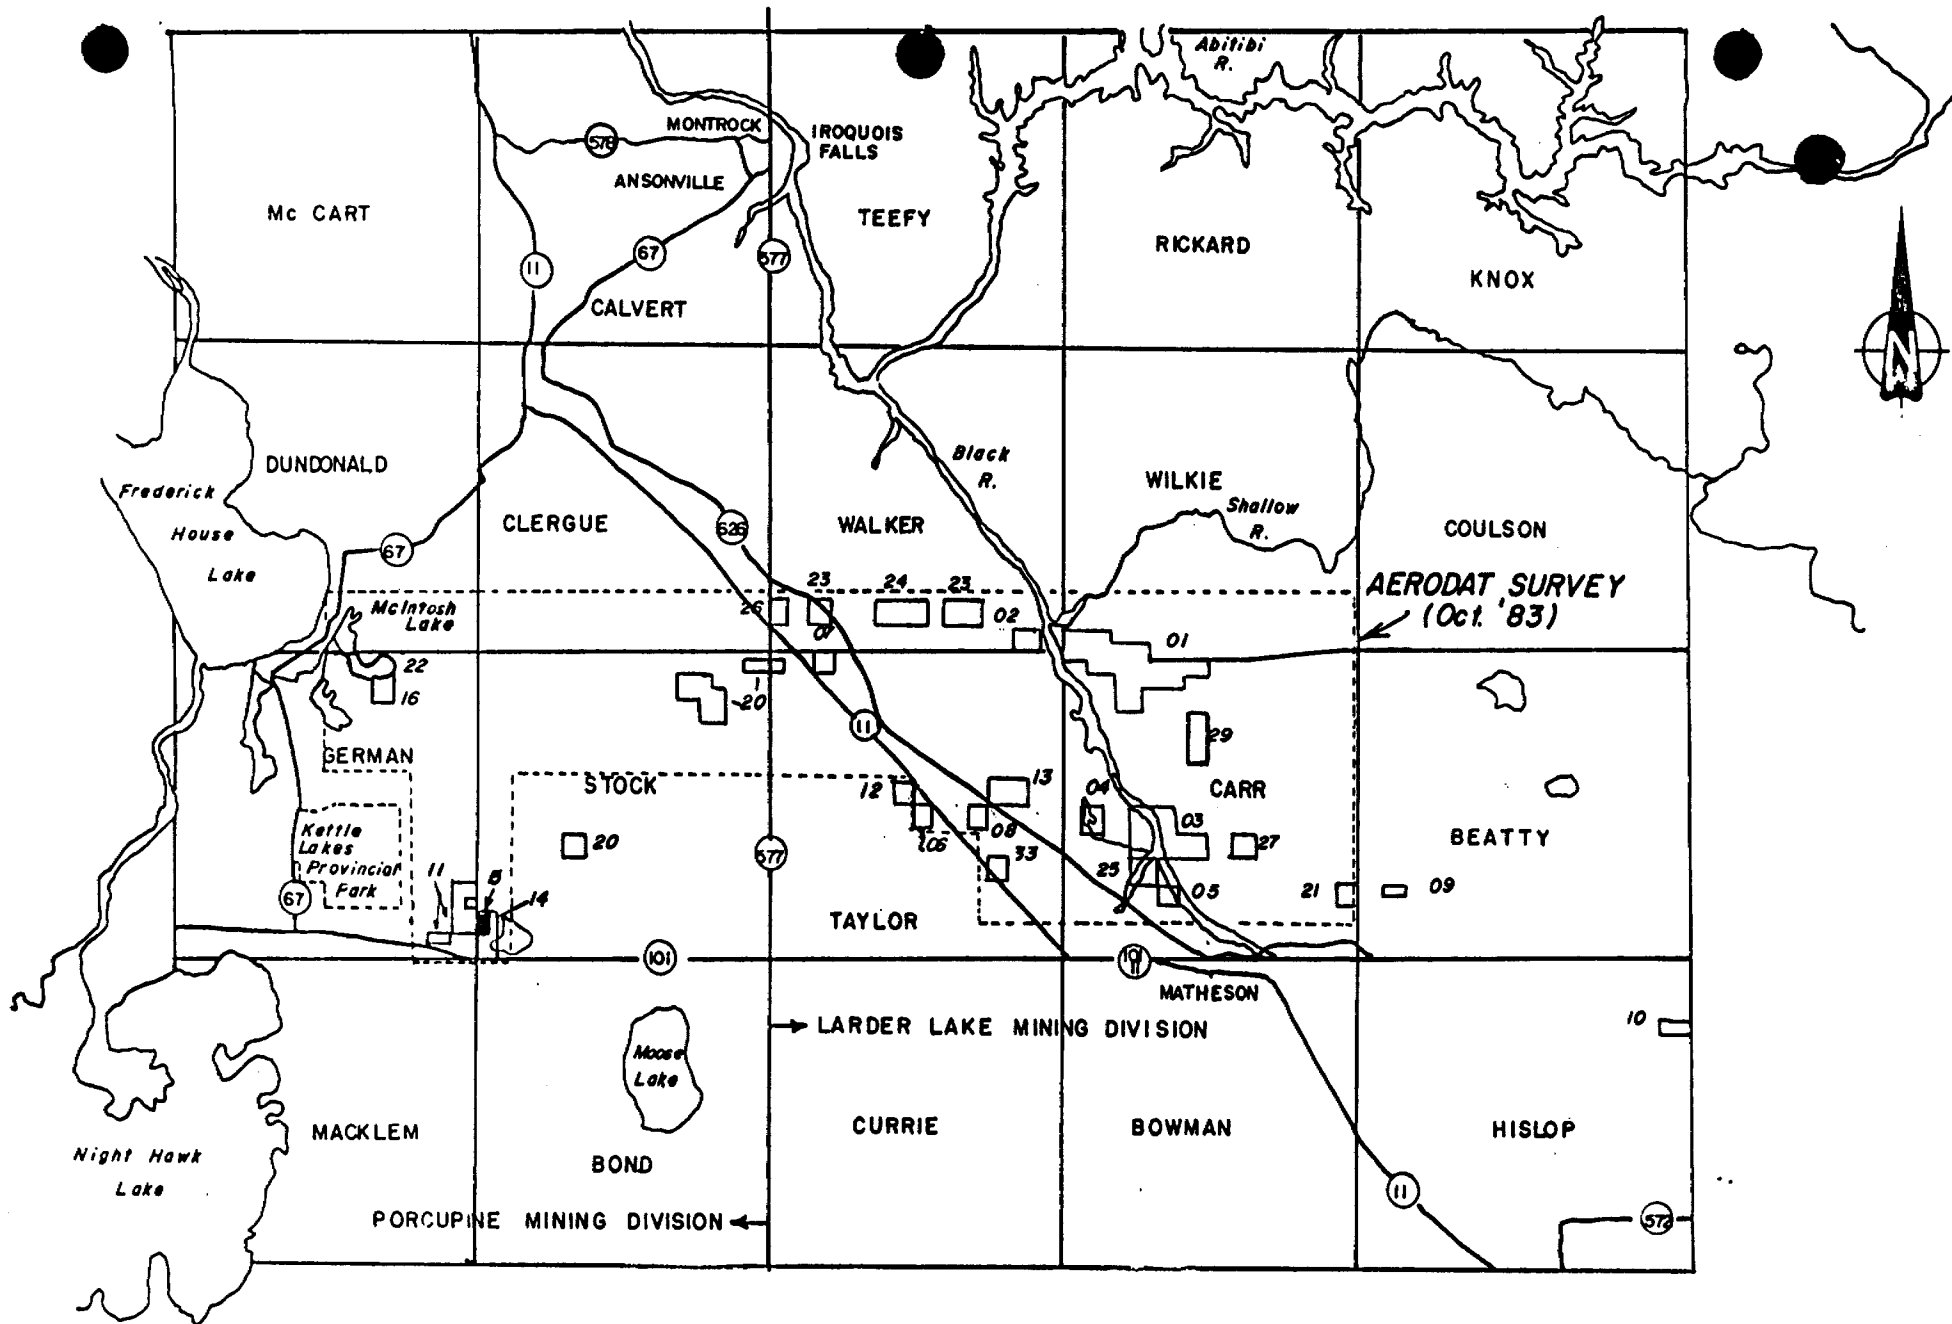 Abitibi
R.
MONTROCK
IROQUOIS
FALLS
578
ANSONVILLE
Mc CART
TEEFY
RICKARD
67
577
11
KNOX
CALVERT
N
DUNDONALD
Black
R.
WILKIE
Frederick
House
Lake
Shallow
R.
CLERGUE
626
WALKER
COULSON
67
AERODAT SURVEY
(Oct. '83)
McIntosh
Lake
26
23
24
23
02
01
07
22
16
1
20
11
29
GERMAN
STOCK
12
13
04
CARR
06
08
03
27
BEATTY
Kettle
Lakes
Provincial
Park
20
577
33
25
05
21
09
11
5
14
67
TAYLOR
101
101
11
MATHESON
10
LARDER LAKE MINING DIVISION
Moose
Lake
MACKLEM
CURRIE
BOWMAN
HISLOP
Night Hawk
Lake
BOND
11
PORCUPINE MINING DIVISION
572